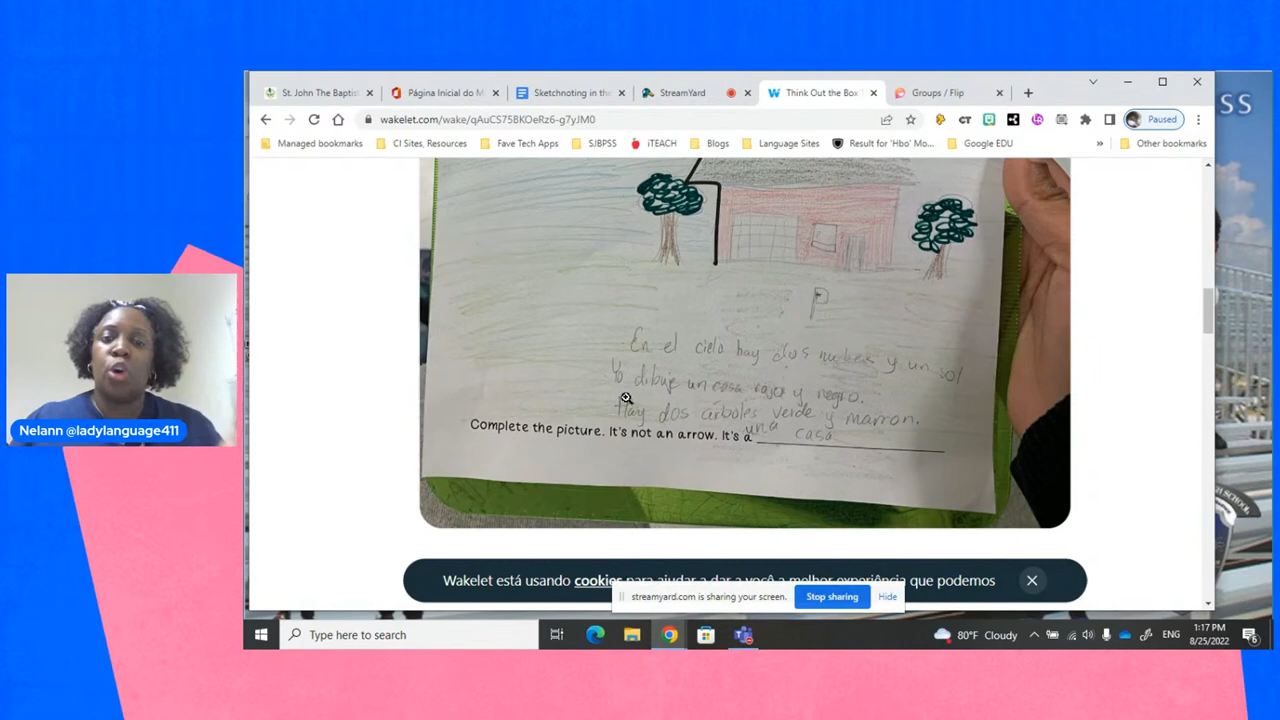 St. John The Baptis
Página Inicial do M
Sketchnoting in the
StreamYard
Think Out the Box
Groups / Flip
wakelet.com/wake/qAuCS75BKOeRz6-g7yJM0
Paused
Managed bookmarks
CI Sites, Resources
Fave Tech Apps
SJBPSS
iTEACH
Blogs
Language Sites
Result for 'Hbo' Mo...
Google EDU
Other bookmarks
SS
En el cielo hay dos nubes y un sol
Yo dibuje un casa rojo y negro.
Hay dos árboles verde y marron.
Complete the picture. It's not an arrow. It's a una casa
Nelann @ladylanguage411
Wakelet está usando cookies para ajudar a dar a você a melhor experiência que podemos
streamyard.com is sharing your screen.
Stop sharing
Hide
Type here to search
80°F Cloudy
ENG
1:17 PM
8/25/2022